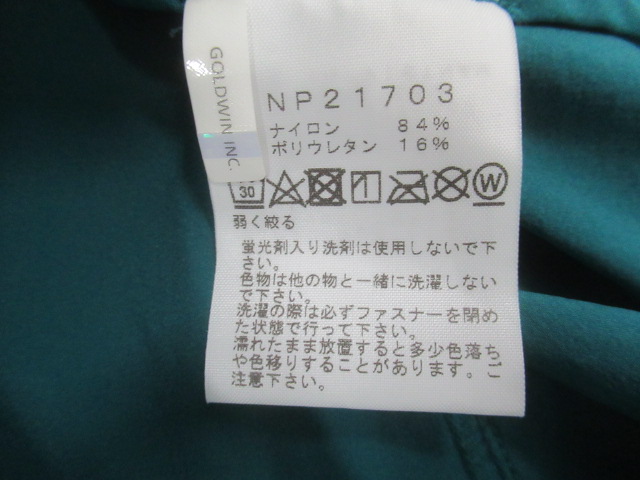 GOLDWIN INC.
NP21703
ナイロン 84%
ポリウレタン 16%
30
W
弱く絞る
蛍光剤入り洗剤は使用しないで下
さい。
色物は他の物と一緒に洗濯しない
で下さい。
洗濯の際は必ずファスナーを閉め
た状態で行って下さい。
濡れたまま放置すると多少色落ち
や色移りすることがあります。ご
注意下さい。